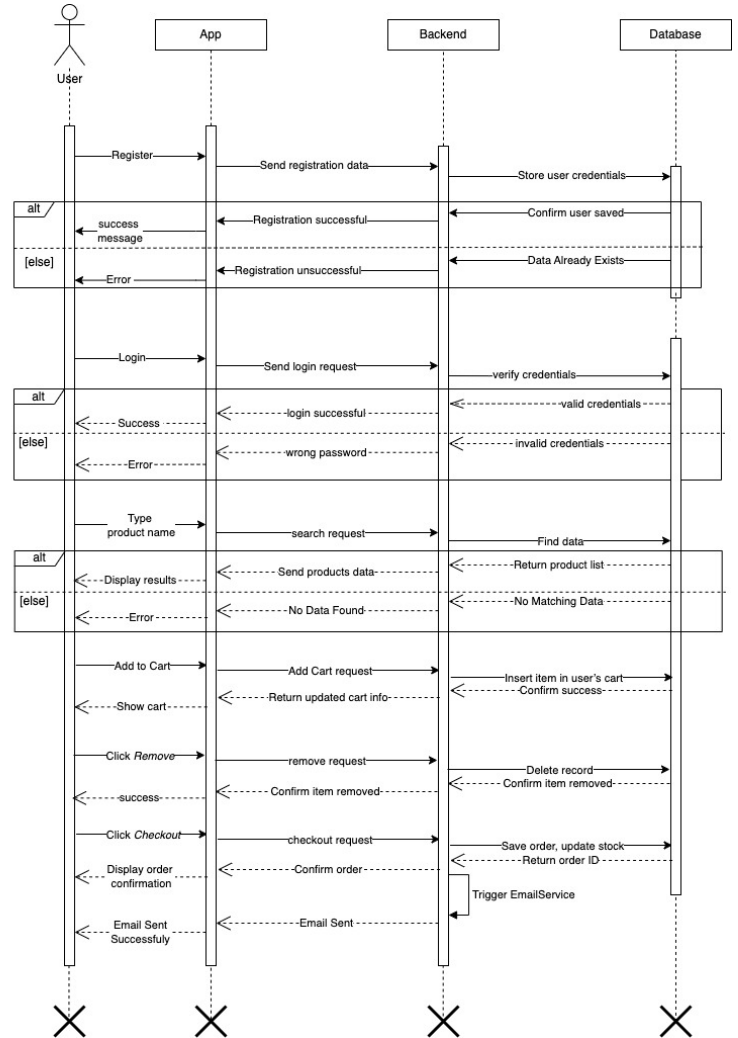 User
App
Backend
Database
Register
Send registration data
Store user credentials
alt
Confirm user saved
Registration successful
success
message
[else]
Data Already Exists
Registration unsuccessful
Error
Login
Send login request
verify credentials
alt
valid credentials
login successful
Success
[else]
invalid credentials
wrong password
Error
Type
product name
search request
Find data
alt
Return product list
Send products data
Display results
[else]
No Matching Data
No Data Found
Error
Add to Cart
Add Cart request
Insert item in user's cart
Confirm success
Return updated cart info
Show cart
Click Remove
remove request
Delete record
Confirm item removed
Confirm item removed
success
Click Checkout
checkout request
Save order, update stock
Return order ID
Confirm order
Display order
confirmation
Trigger EmailService
Email Sent
Email Sent
Successfuly